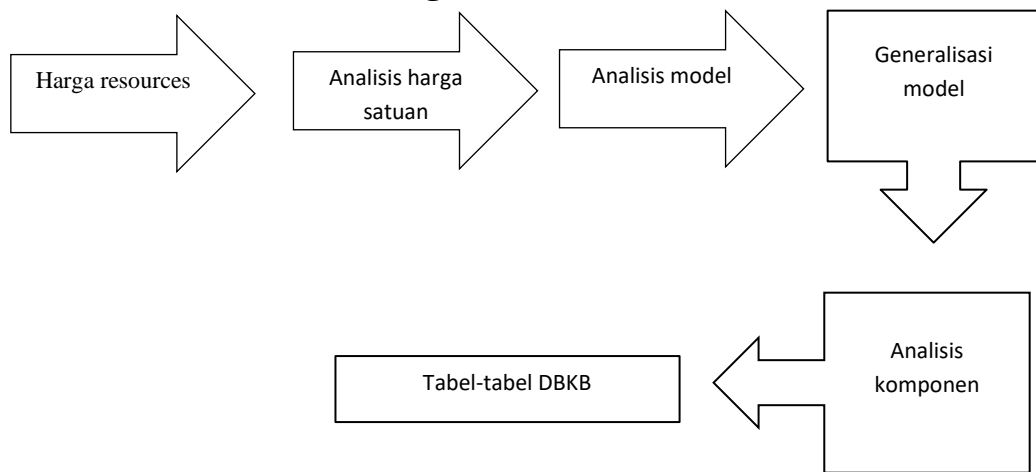 Harga resources
Analisis harga
satuan
Analisis model
Generalisasi
model
Analisis
komponen
Tabel-tabel DBKB